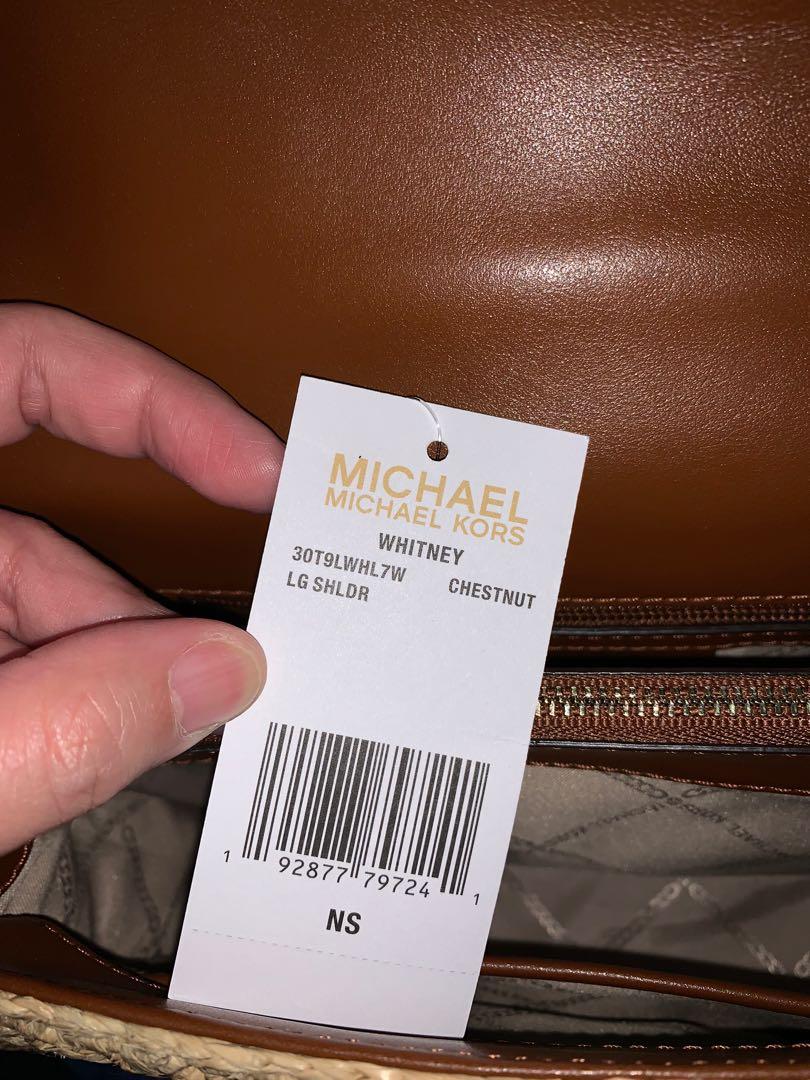 MICHAEL
MICHAEL KORS
WHITNEY
30T9LWHL7W CHESTNUT
LG SHLDR
1 92877 79724 1
NS